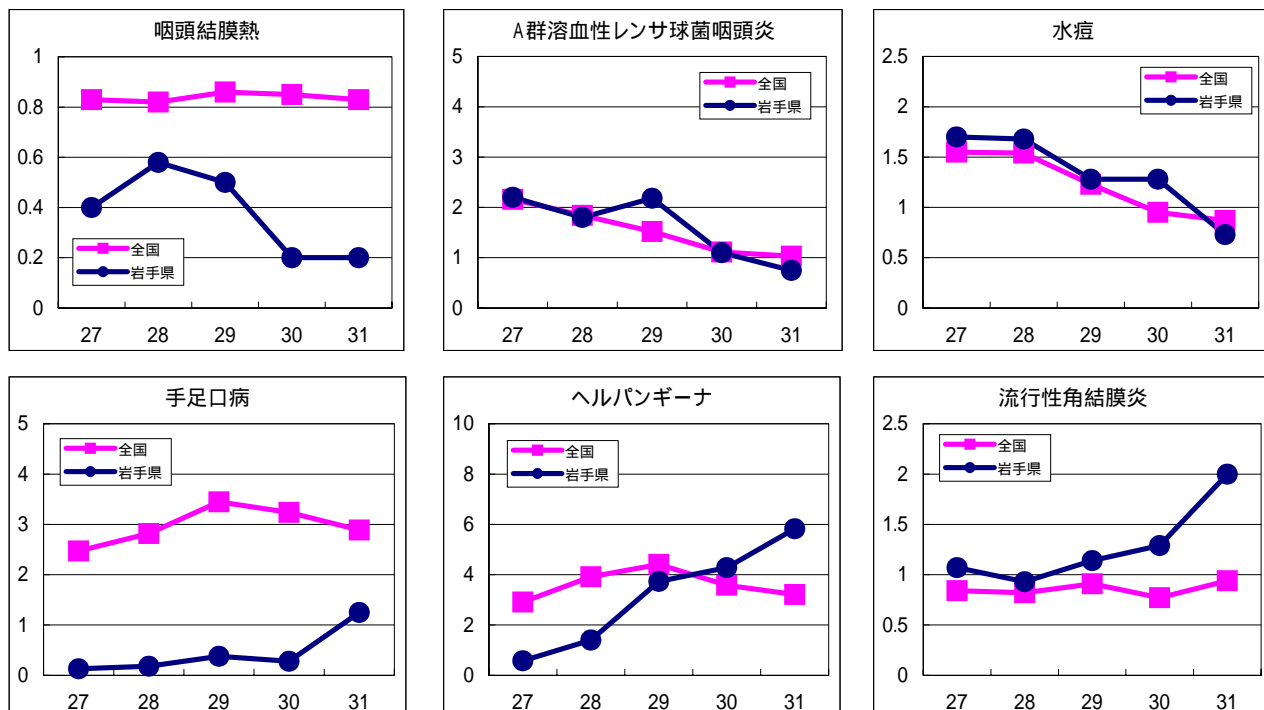 咽頭結膜熱
1
0.8
0.6
0.4
0.2
0
全国
岩手県
27 28 29 30 31
A群溶血性レンサ球菌咽頭炎
5
4
3
2
1
0
全国
岩手県
27 28 29 30 31
水痘
2.5
2
1.5
1
0.5
0
全国
岩手県
27 28 29 30 31
手足口病
5
4
3
2
1
0
全国
岩手県
27 28 29 30 31
ヘルパンギーナ
10
8
6
4
2
0
全国
岩手県
27 28 29 30 31
流行性角結膜炎
2.5
2
1.5
1
0.5
0
全国
岩手県
27 28 29 30 31